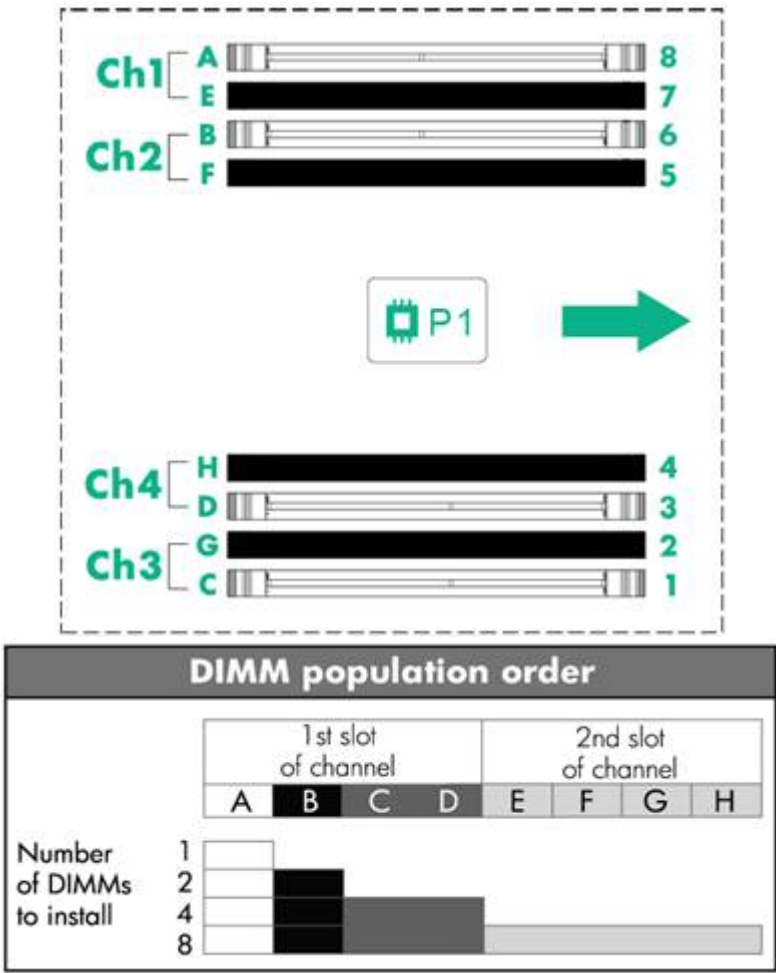 Ch1 A 8
E 7
Ch2 B 6
F 5
P1
Ch4 H 4
D 3
Ch3 G 2
C 1
DIMM population order
1st slot of channel 2nd slot of channel
A B C D E F G H
Number of DIMMs to install
1
2
4
8